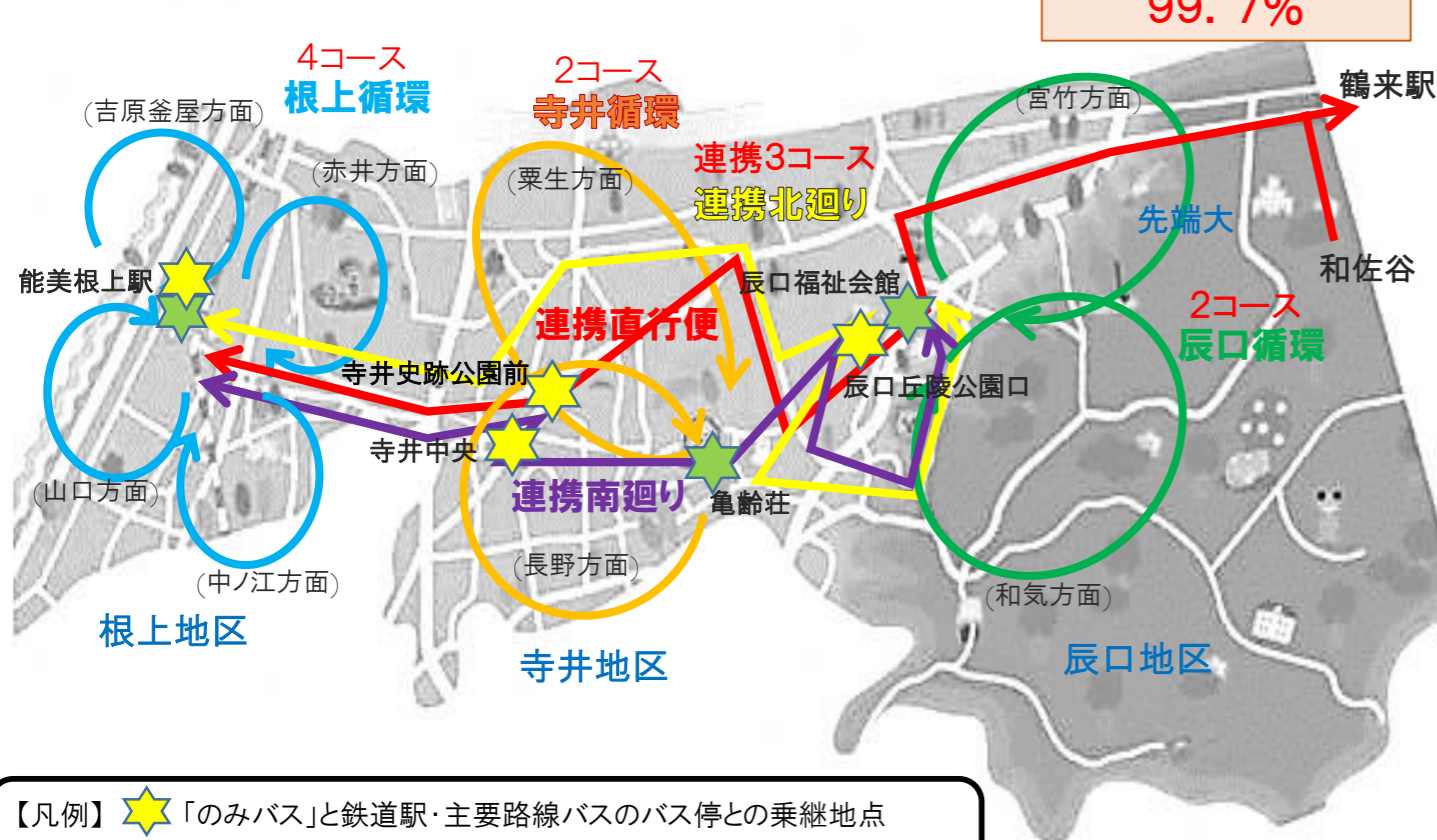 99. 7%
4コース
根上循環
2コース
寺井循環
鶴来駅
(吉原釜屋方面)
(宮竹方面)
(赤井方面)
(粟生方面)
連携3コース
連携北廻り
先端大
能美根上駅
辰口福祉会館
和佐谷
2コース
辰口循環
連携直行便
寺井史跡公園前
辰口丘陵公園口
寺井中央
連携南廻り
亀齢荘
(山口方面)
(中ノ江方面)
(長野方面)
(和気方面)
根上地区
寺井地区
辰口地区
【凡例】 「のみバス」と鉄道駅・主要路線バスのバス停との乗継地点